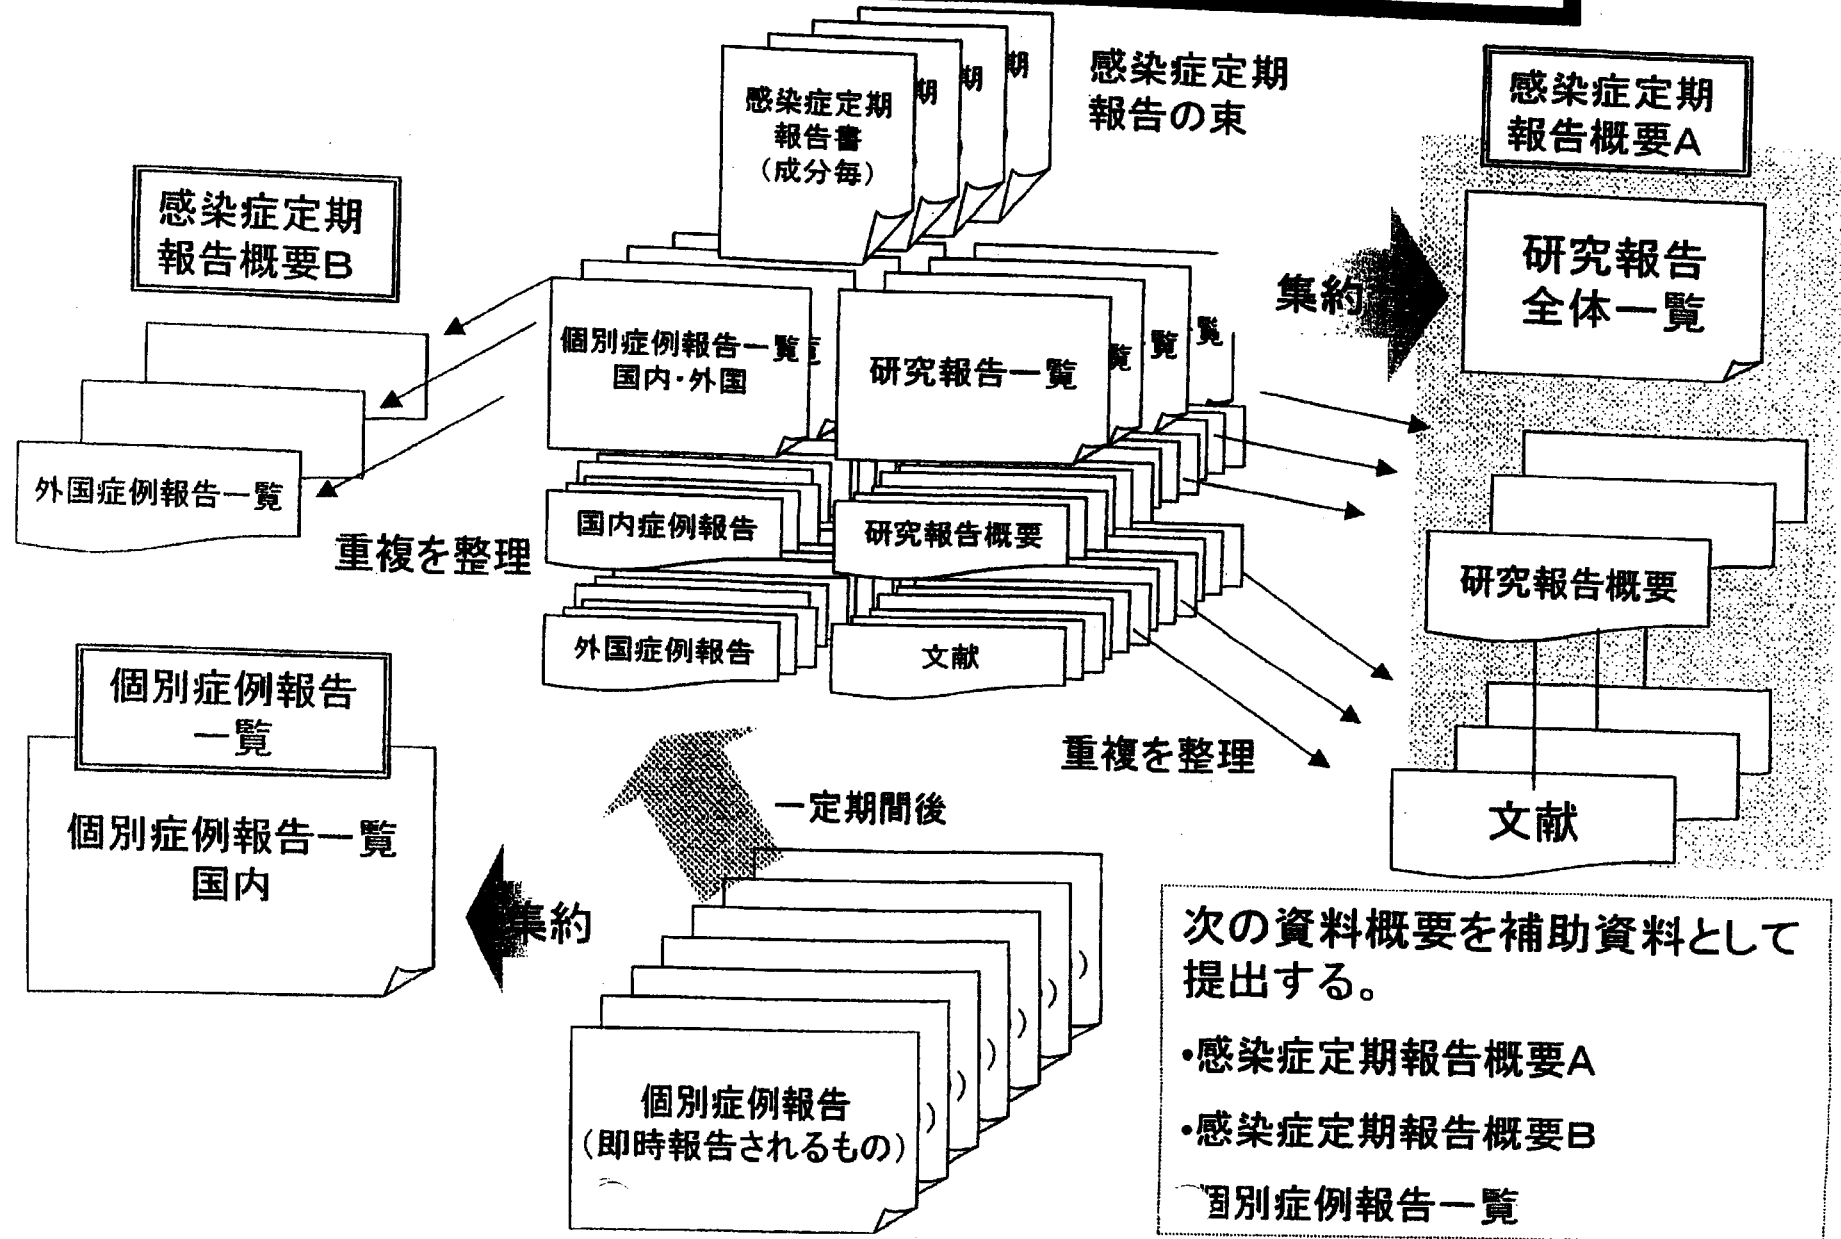 感染症定期
報告書
(成分毎)
期
期
期
感染症定期
報告の束
感染症定期
報告概要A
感染症定期
報告概要B
研究報告
全体一覧
集約
個別症例報告一覧
国内・外国
研究報告一覧
覧
覧
覧
外国症例報告一覧
重複を整理
国内症例報告
研究報告概要
研究報告概要
外国症例報告
文献
個別症例報告
一覧
重複を整理
一定期間後
文献
個別症例報告一覧
国内
集約
次の資料概要を補助資料として
提出する。
・感染症定期報告概要A
・感染症定期報告概要B
個別症例報告一覧
個別症例報告
(即時報告されるもの)
)
)
)
)
)
)